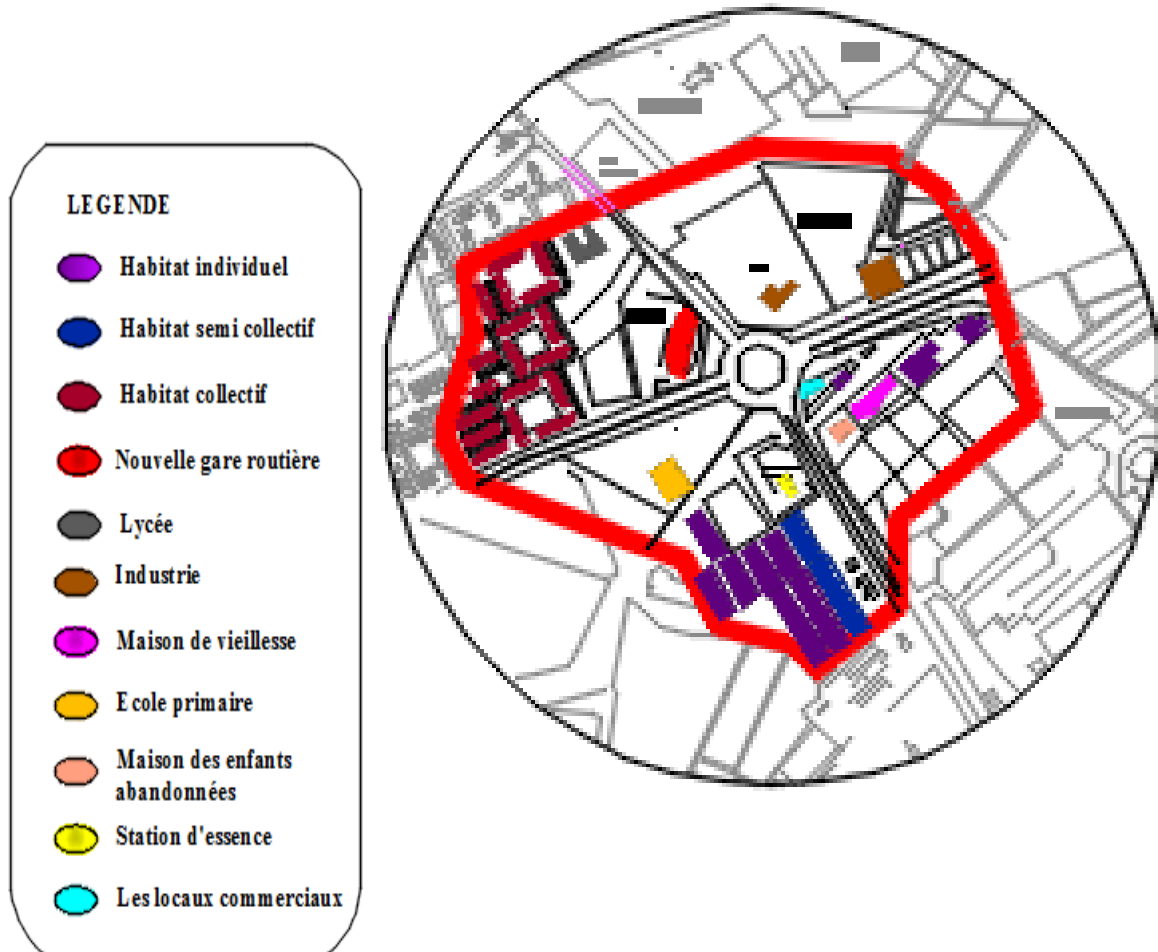 LEGENDE
Habitat individuel
Habitat semi collectif
Habitat collectif
Nouvelle gare routière
Lycée
Industrie
Maison de vieillesse
Ecole primaire
Maison des enfants
abandonnées
Station d'essence
Les locaux commerciaux